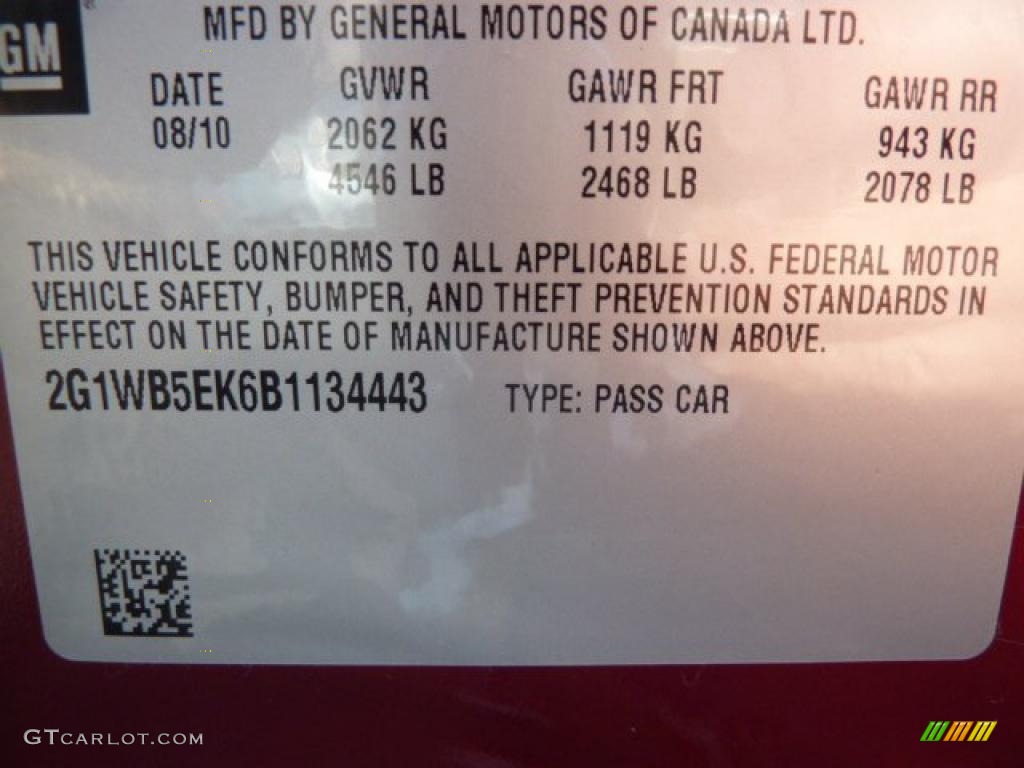 GM
MFD BY GENERAL MOTORS OF CANADA LTD.
DATE GVWR GAWR FRT GAWR RR
08/10 2062 KG 1119 KG 943 KG
4546 LB 2468 LB 2078 LB
THIS VEHICLE CONFORMS TO ALL APPLICABLE U.S. FEDERAL MOTOR
VEHICLE SAFETY, BUMPER, AND THEFT PREVENTION STANDARDS IN
EFFECT ON THE DATE OF MANUFACTURE SHOWN ABOVE.
2G1WB5EK6B1134443 TYPE: PASS CAR
GTCARLOT.COM